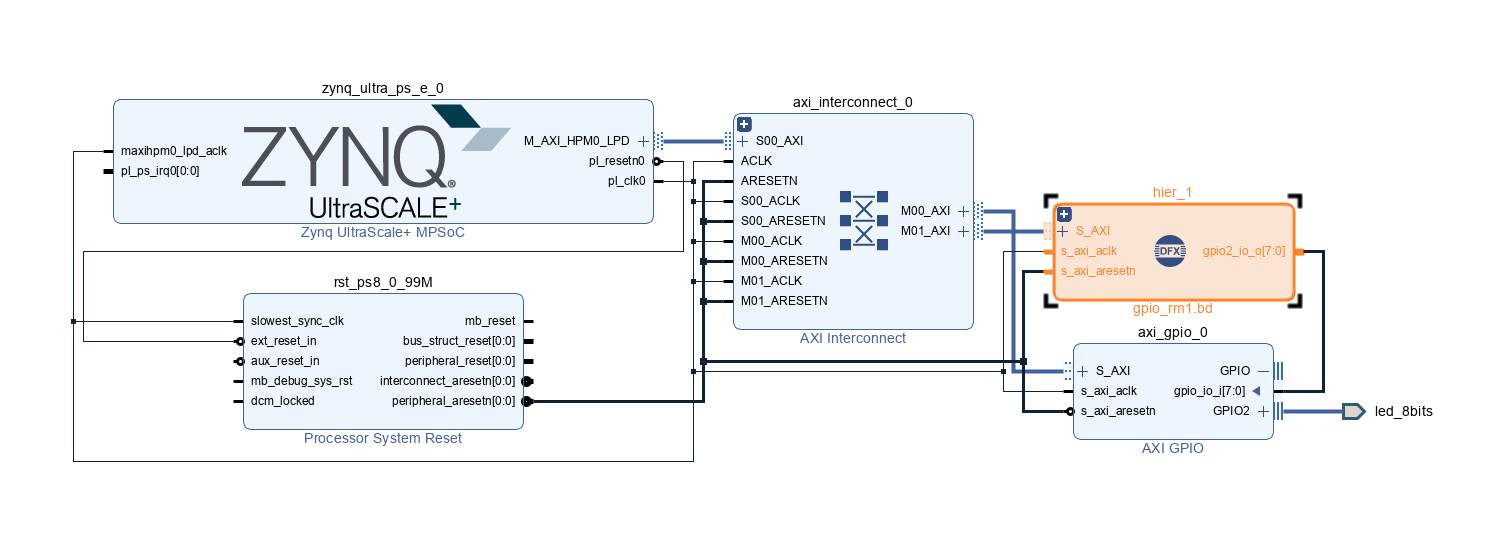 zynq_ultra_ps_e_0
maxihpm0_lpd_aclk
pl_ps_irq0[0:0]
ZYNQ®
UltraSCALE+
M_AXI_HPM0_LPD
pl_resetn0
pl_clk0
Zynq UltraScale+ MPSoC
rst_ps8_0_99M
slowest_sync_clk
ext_reset_in
aux_reset_in
mb_debug_sys_rst
dcm_locked
mb_reset
bus_struct_reset[0:0]
peripheral_reset[0:0]
interconnect_aresetn[0:0]
peripheral_aresetn[0:0]
Processor System Reset
axi_interconnect_0
S00_AXI
ACLK
ARESETN
S00_ACLK
S00_ARESETN
M00_ACLK
M00_ARESETN
M01_ACLK
M01_ARESETN
M00_AXI
M01_AXI
AXI Interconnect
hier_1
S_AXI
s_axi_aclk
s_axi_aresetn
DFX
gpio2_io_o[7:0]
gpio_rm1.bd
axi_gpio_0
S_AXI
s_axi_aclk
s_axi_aresetn
GPIO
gpio_io_i[7:0]
GPIO2
AXI GPIO
led_8bits